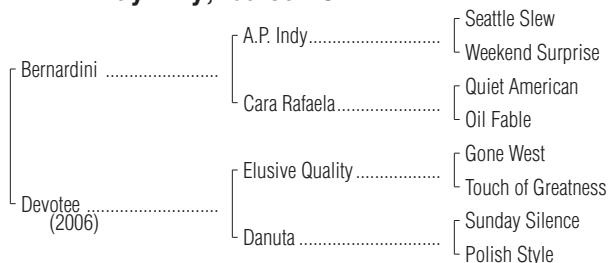 Seattle Slew
A.P. Indy
Weekend Surprise
Bernardini
Quiet American
Cara Rafaela
Oil Fable
Gone West
Elusive Quality
Touch of Greatness
Devotee
(2006)
Sunday Silence
Danuta
Polish Style